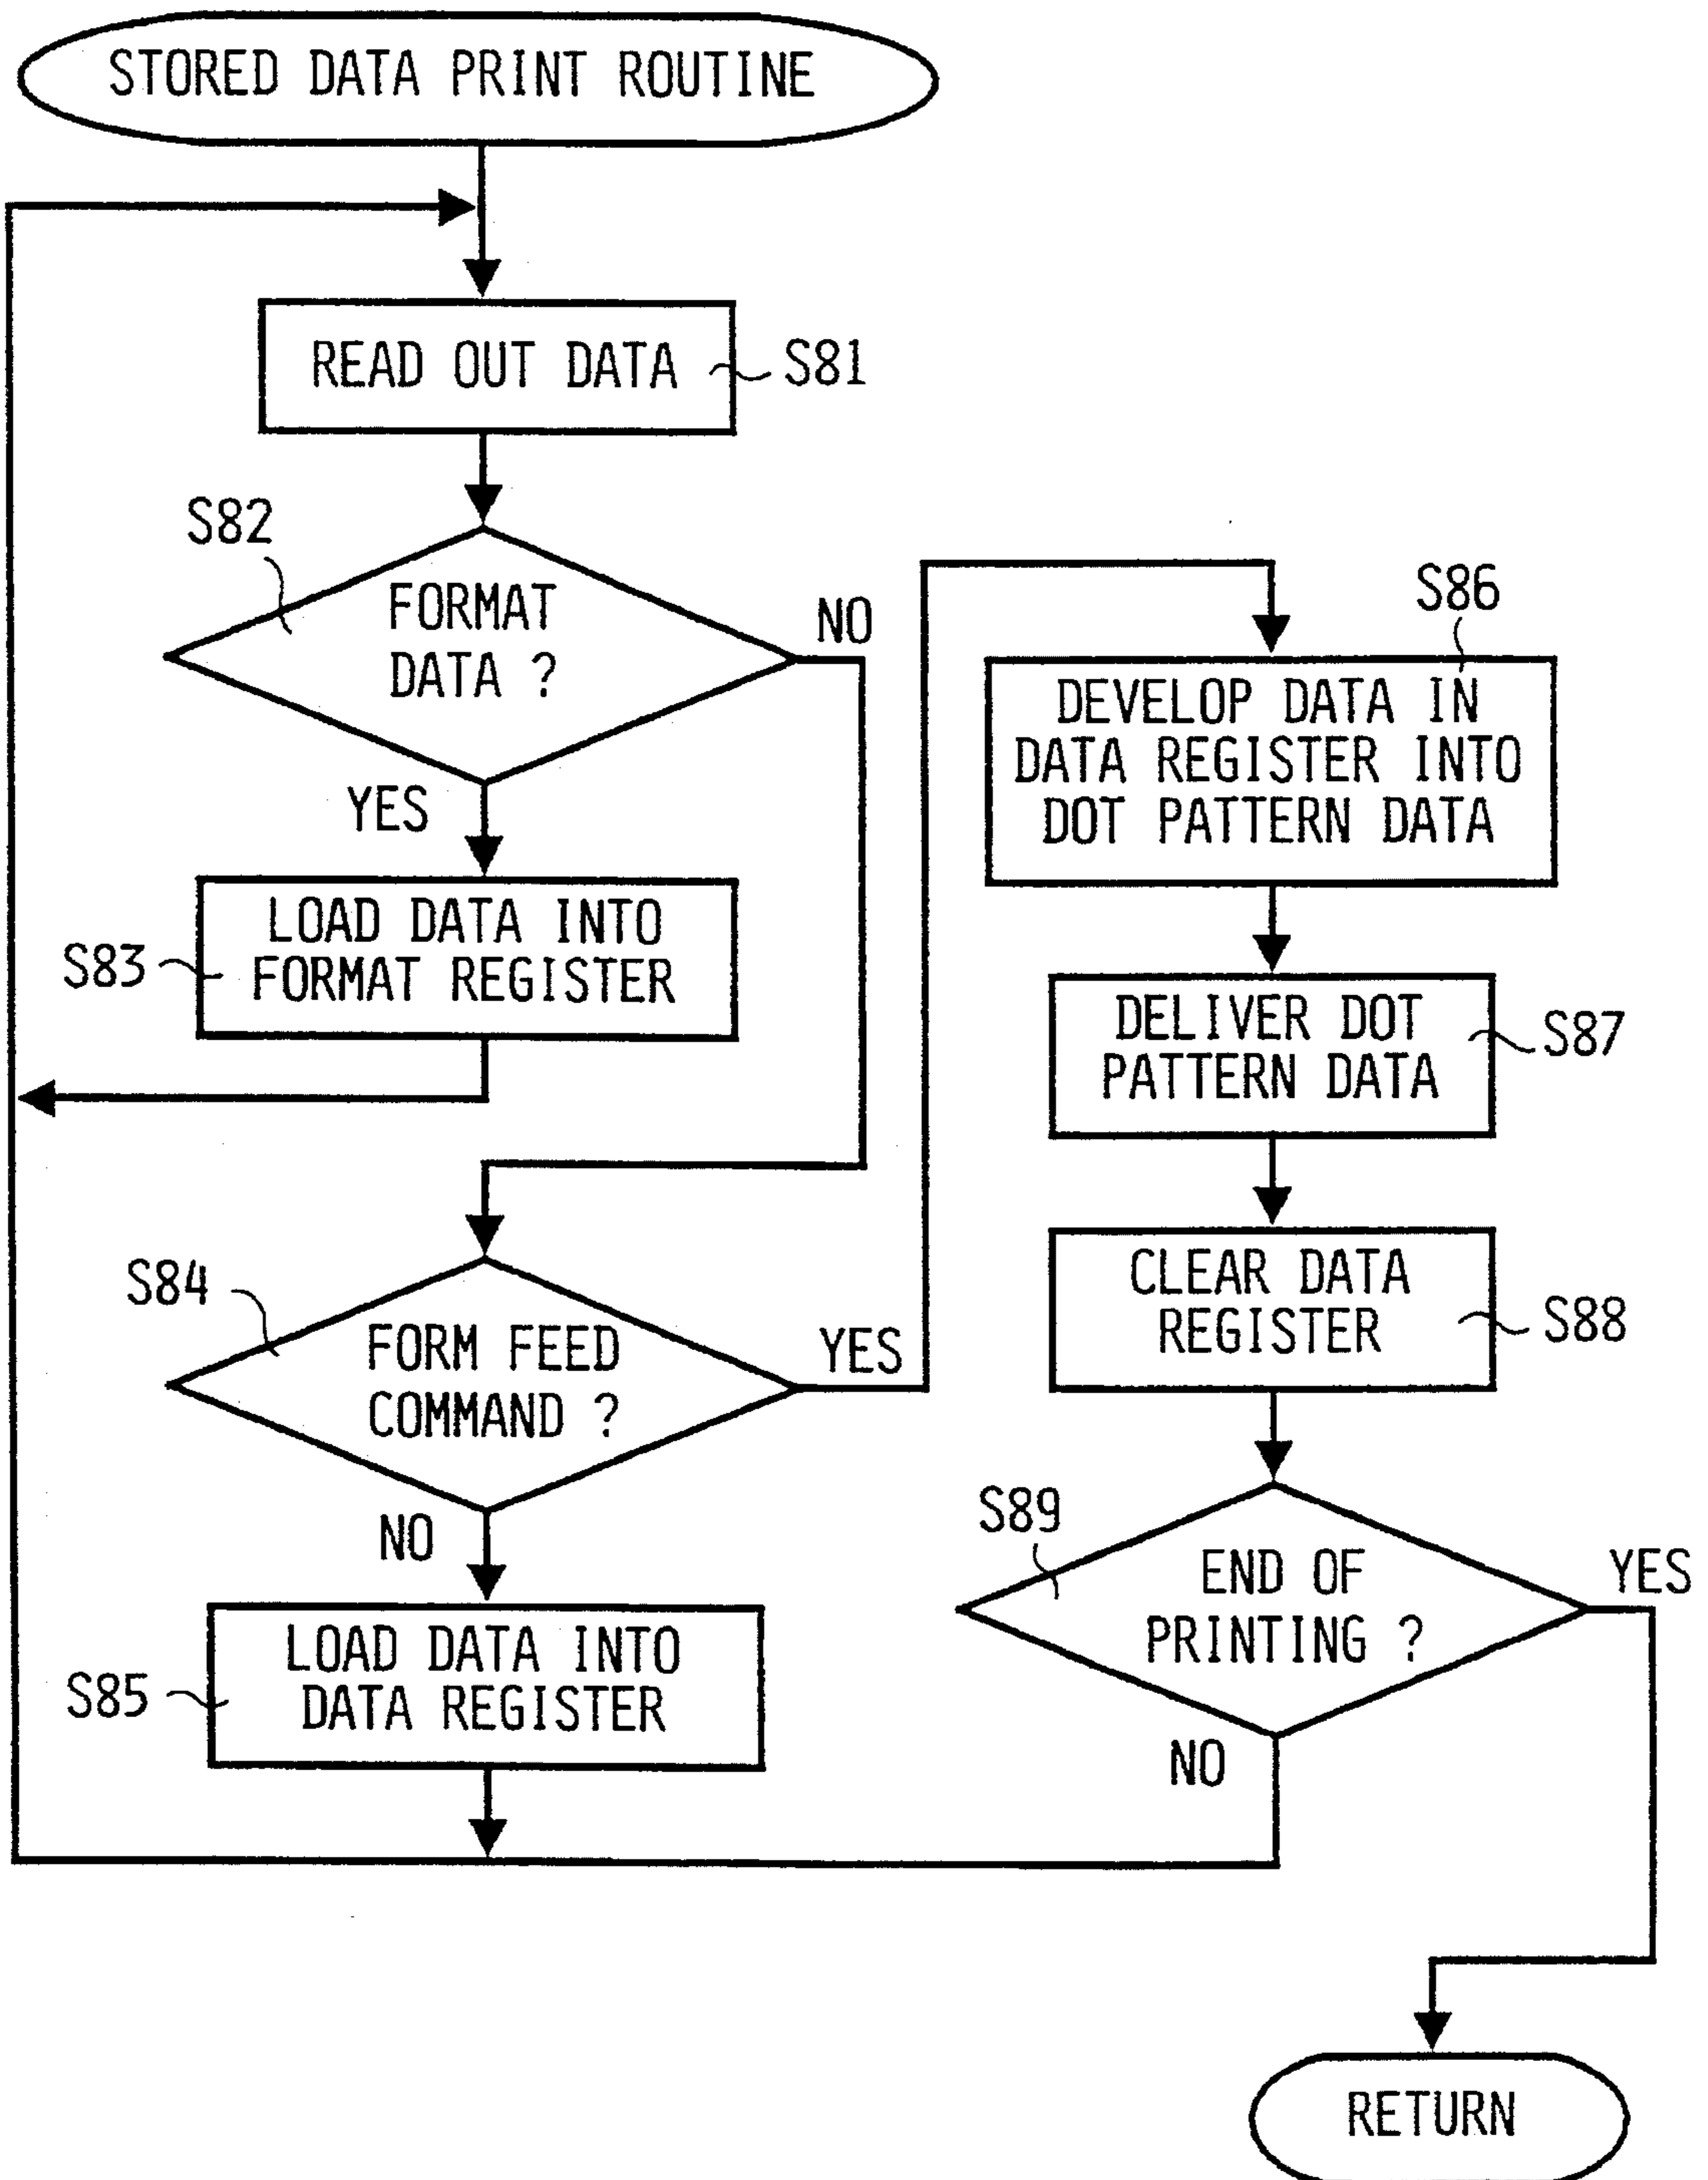 STORED DATA PRINT ROUTINE
READ OUT DATA
S81
S82
FORMAT
DATA ?
NO
YES
S83
LOAD DATA INTO
FORMAT REGISTER
S84
FORM FEED
COMMAND ?
YES
NO
S85
LOAD DATA INTO
DATA REGISTER
S86
DEVELOP DATA IN
DATA REGISTER INTO
DOT PATTERN DATA
DELIVER DOT
PATTERN DATA
S87
CLEAR DATA
REGISTER
S88
S89
END OF
PRINTING ?
YES
NO
RETURN